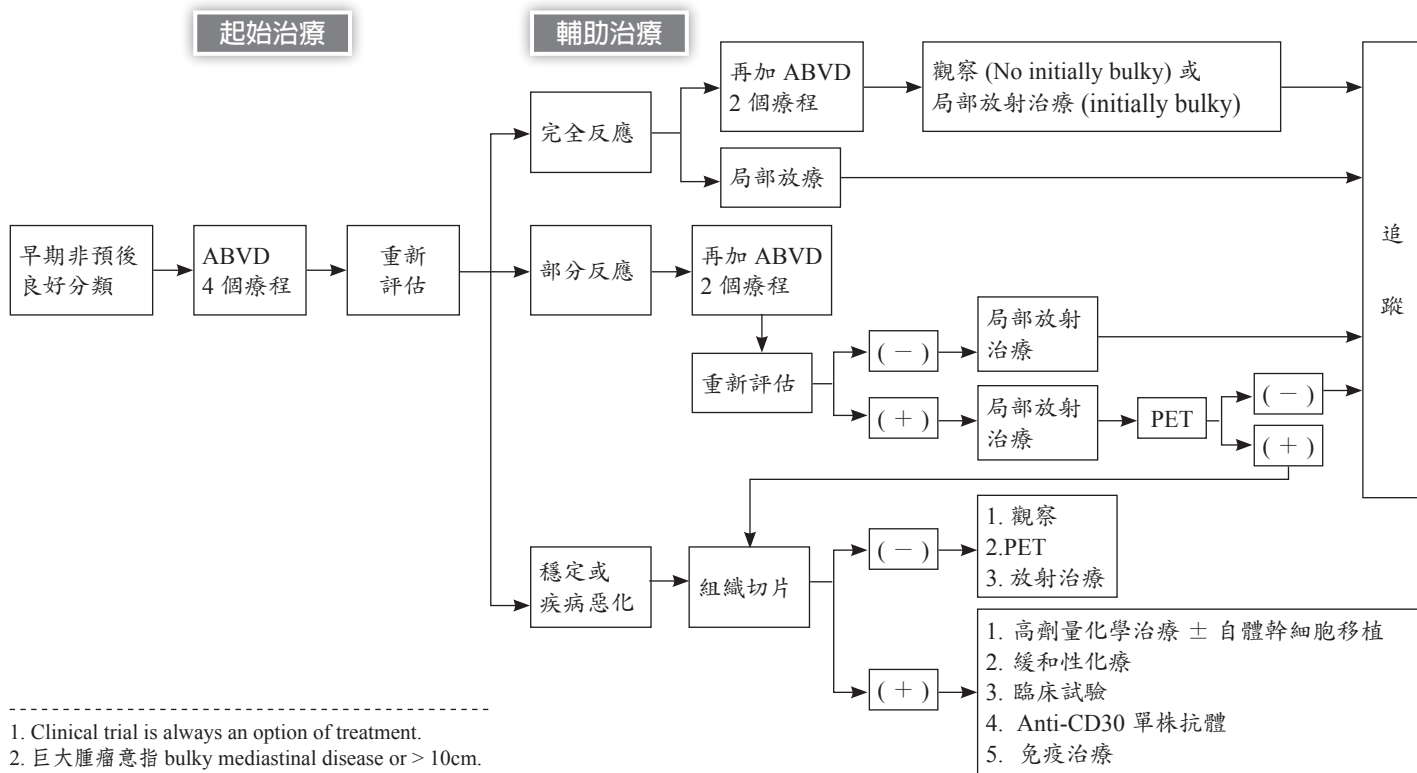 起始治療
輔助治療
早期非預後
良好分類
ABVD
4 個療程
重新
評估
完全反應
再加 ABVD
2 個療程
觀察 (No initially bulky) 或
局部放射治療 (initially bulky)
局部放療
部分反應
再加 ABVD
2 個療程
重新評估
(－)
局部放射
治療
(＋)
局部放射
治療
PET
(－)
(＋)
追
蹤
穩定或
疾病惡化
組織切片
(－)
1. 觀察
2.PET
3. 放射治療
(＋)
1. 高劑量化學治療 ± 自體幹細胞移植
2. 緩和性化療
3. 臨床試驗
4. Anti-CD30 單株抗體
5. 免疫治療
1. Clinical trial is always an option of treatment.
2. 巨大腫瘤意指 bulky mediastinal disease or > 10cm.